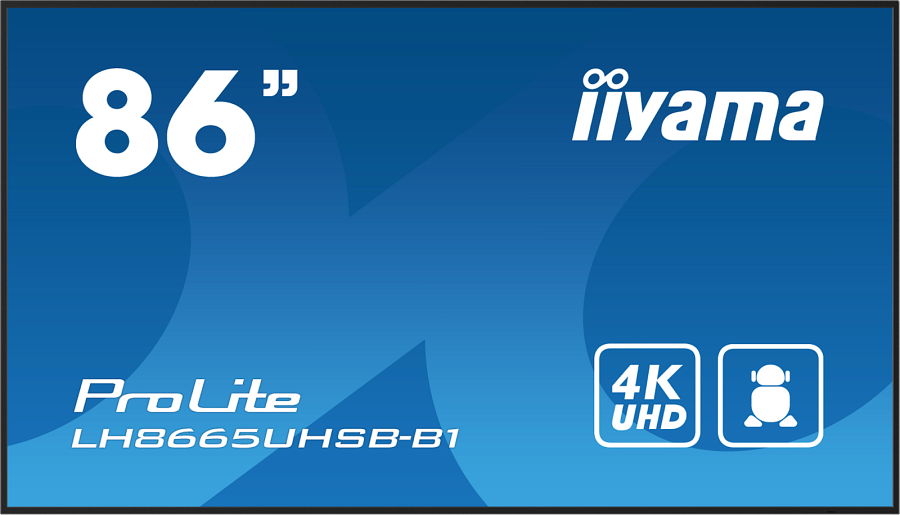 86”
iiyama
ProLite
LH8665UHSB-B1
4K
UHD